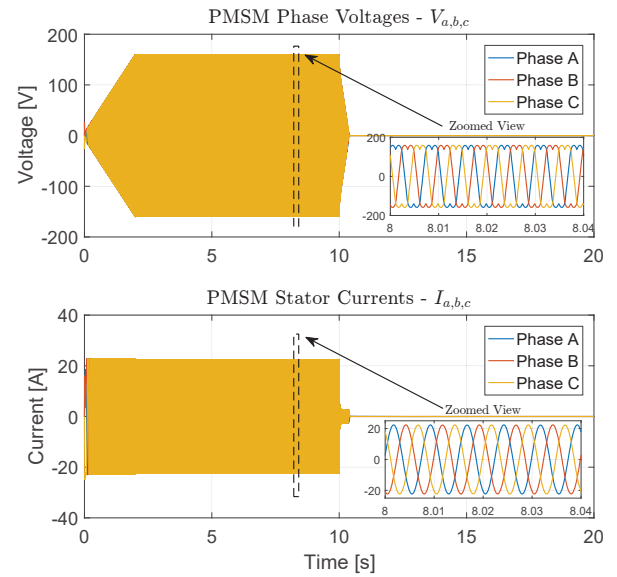 PMSM Phase Voltages - V_{a,b,c}
200
100
0
-100
-200
Voltage [V]
Phase A
Phase B
Phase C
Zoomed View
200
0
-200
8
8.01
8.02
8.03
8.04
0
5
10
15
20
PMSM Stator Currents - I_{a,b,c}
40
20
0
-20
-40
Current [A]
Phase A
Phase B
Phase C
Zoomed View
20
0
-20
8
8.01
8.02
8.03
8.04
0
5
10
15
20
Time [s]